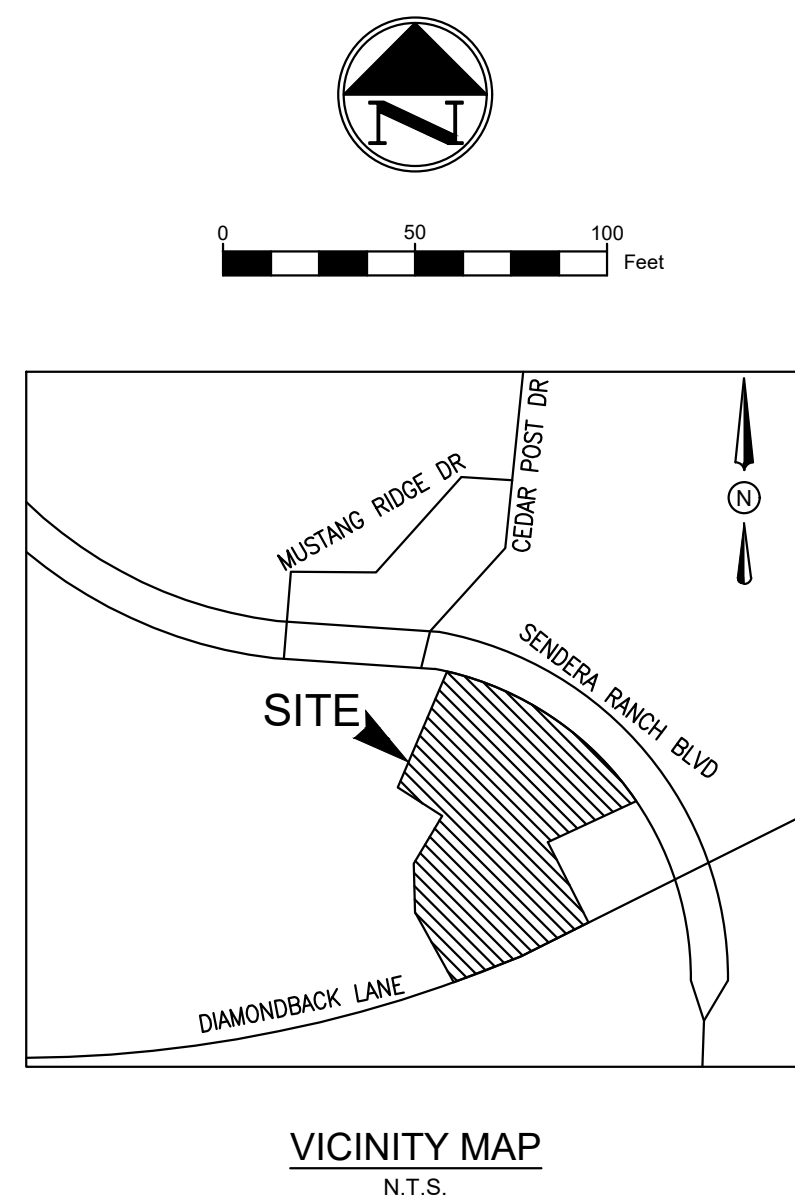 N
0 50 100
Feet
CEDAR POST DR
MUSTANG RIDGE DR
N
SENDERA RANCH BLVD
SITE
DIAMONDBACK LANE
VICINITY MAP
N.T.S.